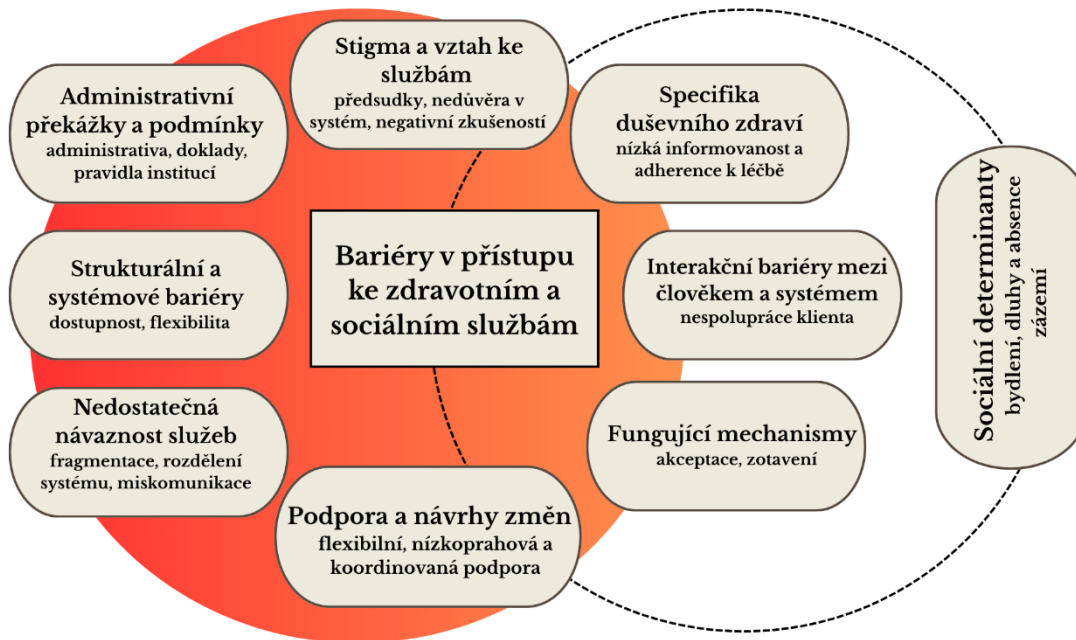 Stigma a vztah ke
službám
předsudky, nedůvěra v
systém, negativní zkušeností
Administrativní
překážky a podmínky
administrativa, doklady,
pravidla institucí
Specifika
duševního zdraví
nízká informovanost a
adherence k léčbě
Strukturální a
systémové bariéry
dostupnost, flexibilita
Bariéry v přístupu
ke zdravotním a
sociálním službám
Interakční bariéry mezi
člověkem a systémem
nespolupráce klienta
Sociální determinanty
bydlení, dluhy a absence
zázemí
Nedostatečná
návaznost služeb
fragmentace, rozdělení
systému, miskomunikace
Fungující mechanismy
akceptace, zotavení
Podpora a návrhy změn
flexibilní, nízkoprahová a
koordinovaná podpora